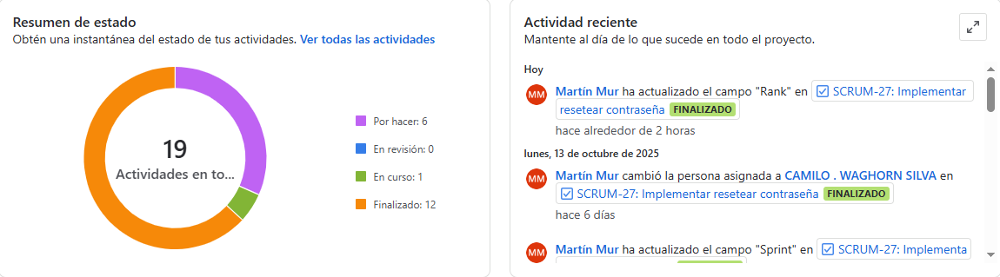 Resumen de estado
Obtén una instantánea del estado de tus actividades. Ver todas las actividades
19
Actividades en to...
Por hacer: 6
En revisión: 0
En curso: 1
Finalizado: 12
Actividad reciente
Mantente al día de lo que sucede en todo el proyecto.
Hoy
MM
Martín Mur ha actualizado el campo "Rank" en SCRUM-27: Implementar
resetear contraseña FINALIZADO
hace alrededor de 2 horas
lunes, 13 de octubre de 2025
MM
Martín Mur cambió la persona asignada a CAMILO . WAGHORN SILVA en
SCRUM-27: Implementar resetear contraseña FINALIZADO
hace 6 días
MM
Martín Mur ha actualizado el campo "Sprint" en SCRUM-27: Implementa